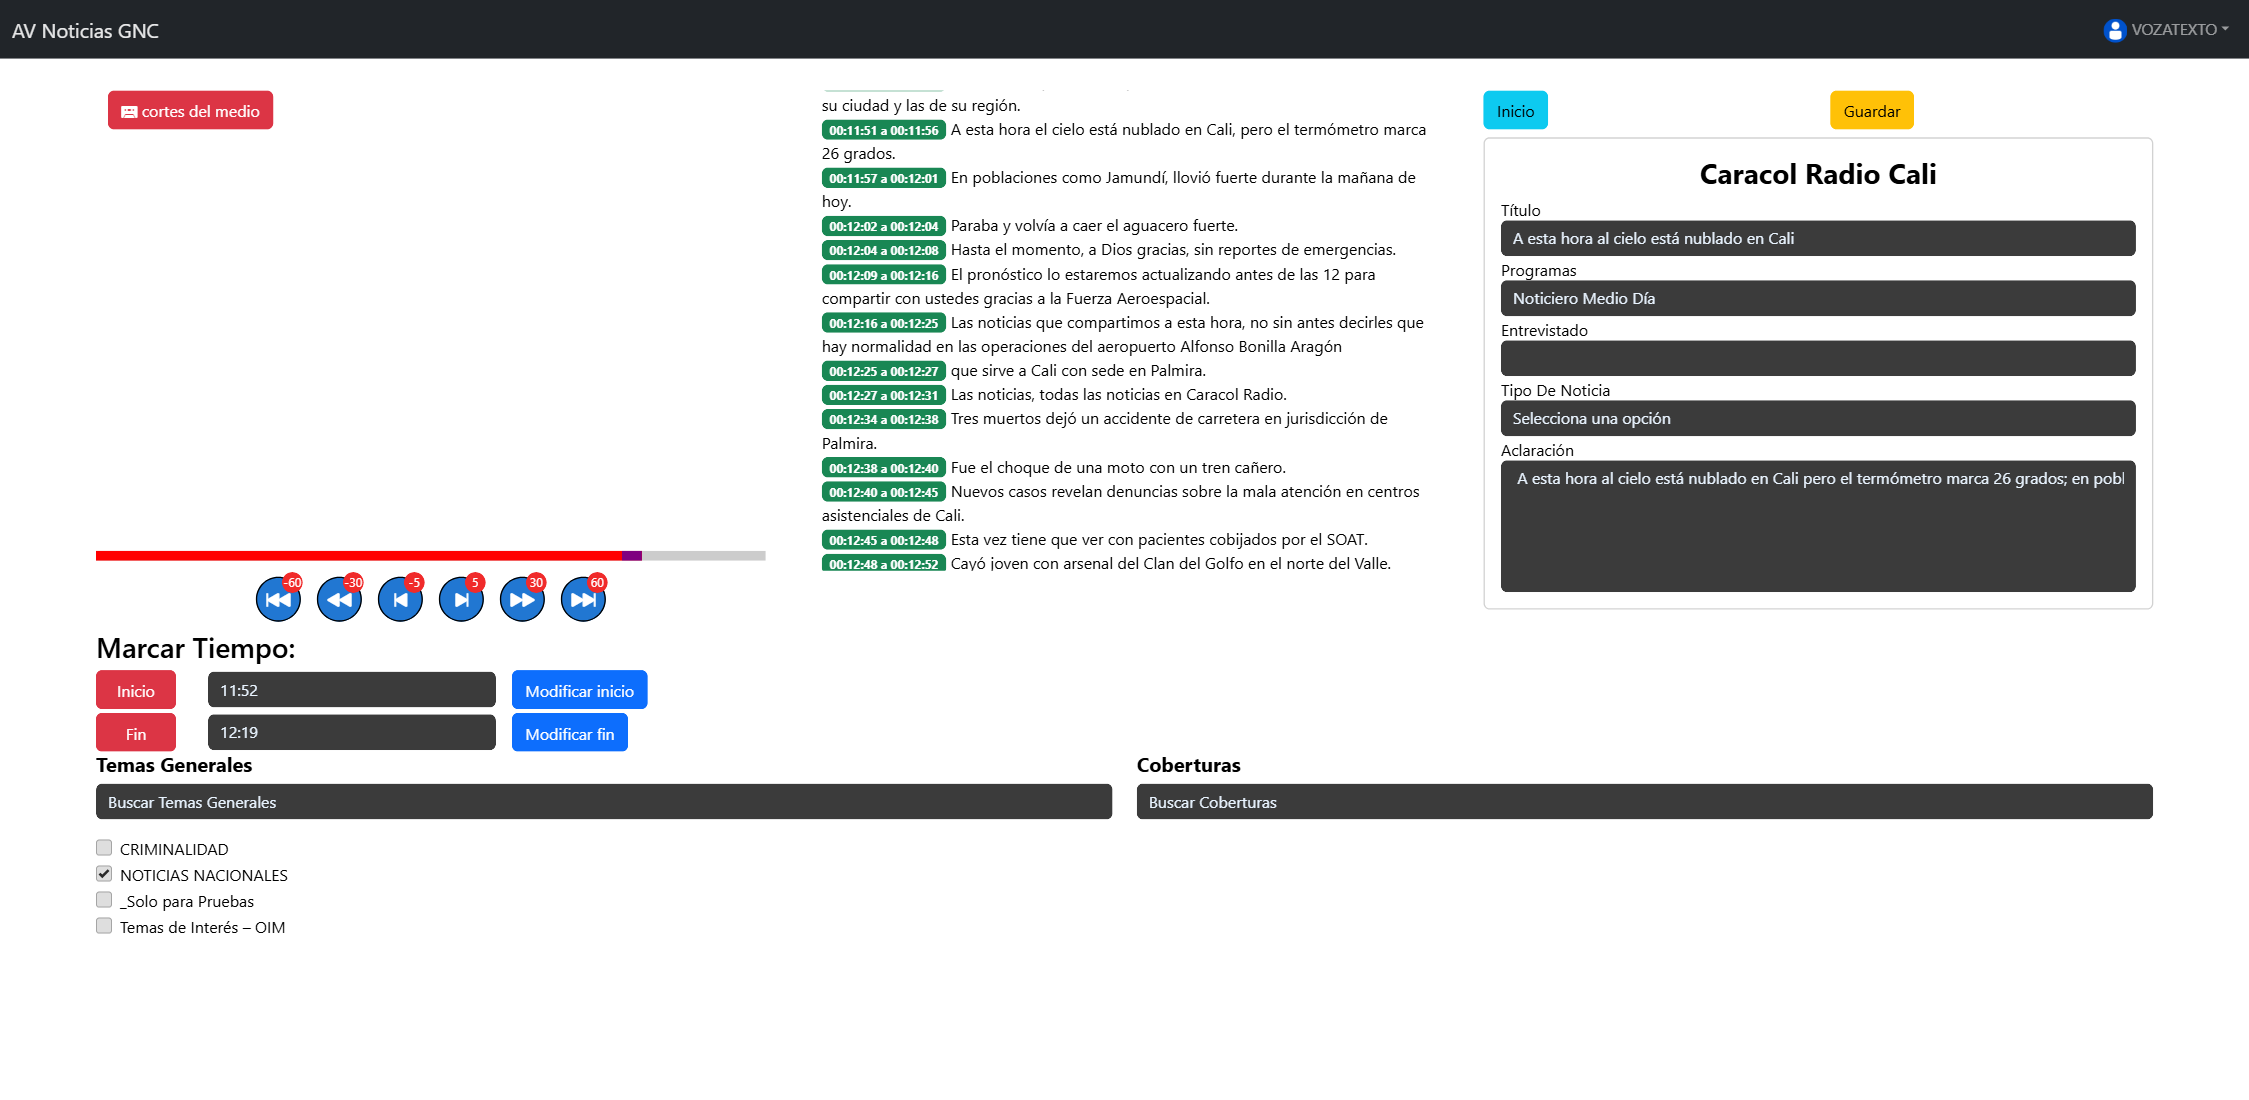 AV Noticias GNC
VOZATEXTO
cortes del medio
-60
-30
-5
5
30
60
Marcar Tiempo:
Inicio
11:52
Modificar inicio
Fin
12:19
Modificar fin
su ciudad y las de su región.
00:11:51 a 00:11:56 A esta hora el cielo está nublado en Cali, pero el termómetro marca
26 grados.
00:11:57 a 00:12:01 En poblaciones como Jamundí, llovió fuerte durante la mañana de
hoy.
00:12:02 a 00:12:04 Paraba y volvía a caer el aguacero fuerte.
00:12:04 a 00:12:08 Hasta el momento, a Dios gracias, sin reportes de emergencias.
00:12:09 a 00:12:16 El pronóstico lo estaremos actualizando antes de las 12 para
compartir con ustedes gracias a la Fuerza Aeroespacial.
00:12:16 a 00:12:25 Las noticias que compartimos a esta hora, no sin antes decirles que
hay normalidad en las operaciones del aeropuerto Alfonso Bonilla Aragón
00:12:25 a 00:12:27 que sirve a Cali con sede en Palmira.
00:12:27 a 00:12:31 Las noticias, todas las noticias en Caracol Radio.
00:12:34 a 00:12:38 Tres muertos dejó un accidente de carretera en jurisdicción de
Palmira.
00:12:38 a 00:12:40 Fue el choque de una moto con un tren cañero.
00:12:40 a 00:12:45 Nuevos casos revelan denuncias sobre la mala atención en centros
asistenciales de Cali.
00:12:45 a 00:12:48 Esta vez tiene que ver con pacientes cobijados por el SOAT.
00:12:48 a 00:12:52 Cayó joven con arsenal del Clan del Golfo en el norte del Valle.
Inicio
Guardar
Caracol Radio Cali
Título
A esta hora al cielo está nublado en Cali
Programas
Noticiero Medio Día
Entrevistado
Tipo De Noticia
Selecciona una opción
Aclaración
A esta hora al cielo está nublado en Cali pero el termómetro marca 26 grados; en pobl
Temas Generales
Buscar Temas Generales
CRIMINALIDAD
NOTICIAS NACIONALES
_Solo para Pruebas
Temas de Interés – OIM
Coberturas
Buscar Coberturas